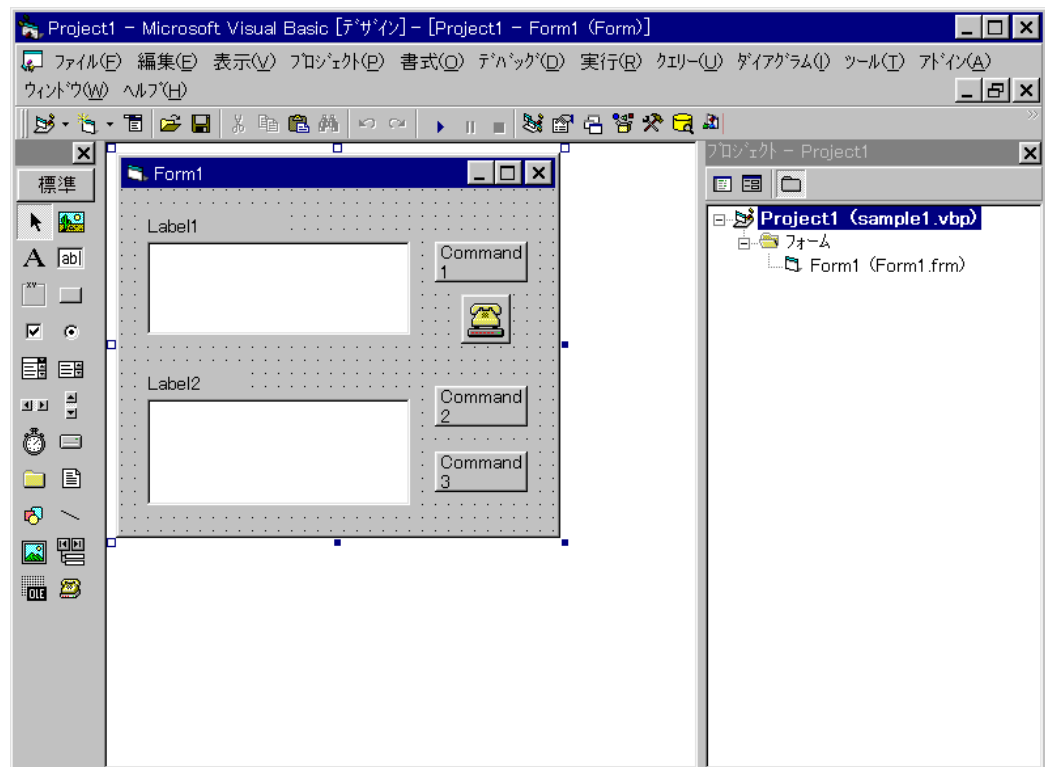 Project1 - Microsoft Visual Basic [ﾃﾞｻﾞｲﾝ] - [Project1 - Form1 (Form)]
ﾌｧｲﾙ(F) 編集(E) 表示(V) ﾌﾟﾛｼﾞｪｸﾄ(P) 書式(O) ﾃﾞﾊﾞｯｸﾞ(D) 実行(R) ｸｴﾘｰ(U) ﾀﾞｲｱｸﾞﾗﾑ(I) ﾂｰﾙ(T) ｱﾄﾞｲﾝ(A)
ｳｨﾝﾄﾞｳ(W) ﾍﾙﾌﾟ(H)
標準
A
ab
XY
OLE
Form1
Label1
Command
1
Label2
Command
2
Command
3
ﾌﾟﾛｼﾞｪｸﾄ - Project1
Project1 (sample1.vbp)
ﾌｫｰﾑ
Form1 (Form1.frm)